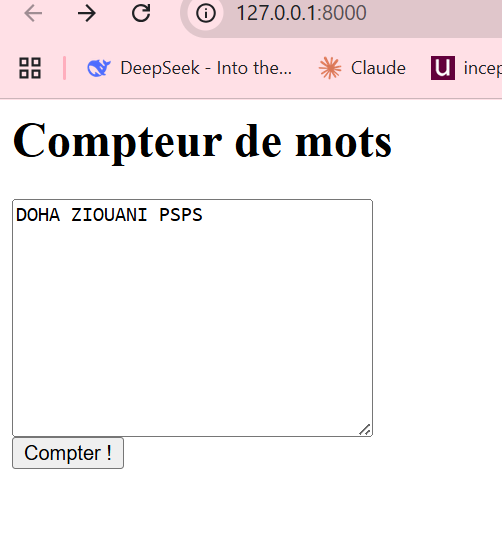 127.0.0.1:8000
DeepSeek - Into the... Claude incep
Compteur de mots
DOHA ZIOUANI PSPS
Compter !